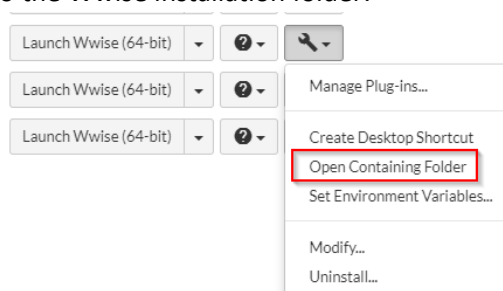 the Wwise installation folder.
Launch Wwise (64-bit)
Launch Wwise (64-bit)
Manage Plug-ins...
Launch Wwise (64-bit)
Create Desktop Shortcut
Open Containing Folder
Set Environment Variables...
Modify...
Uninstall...